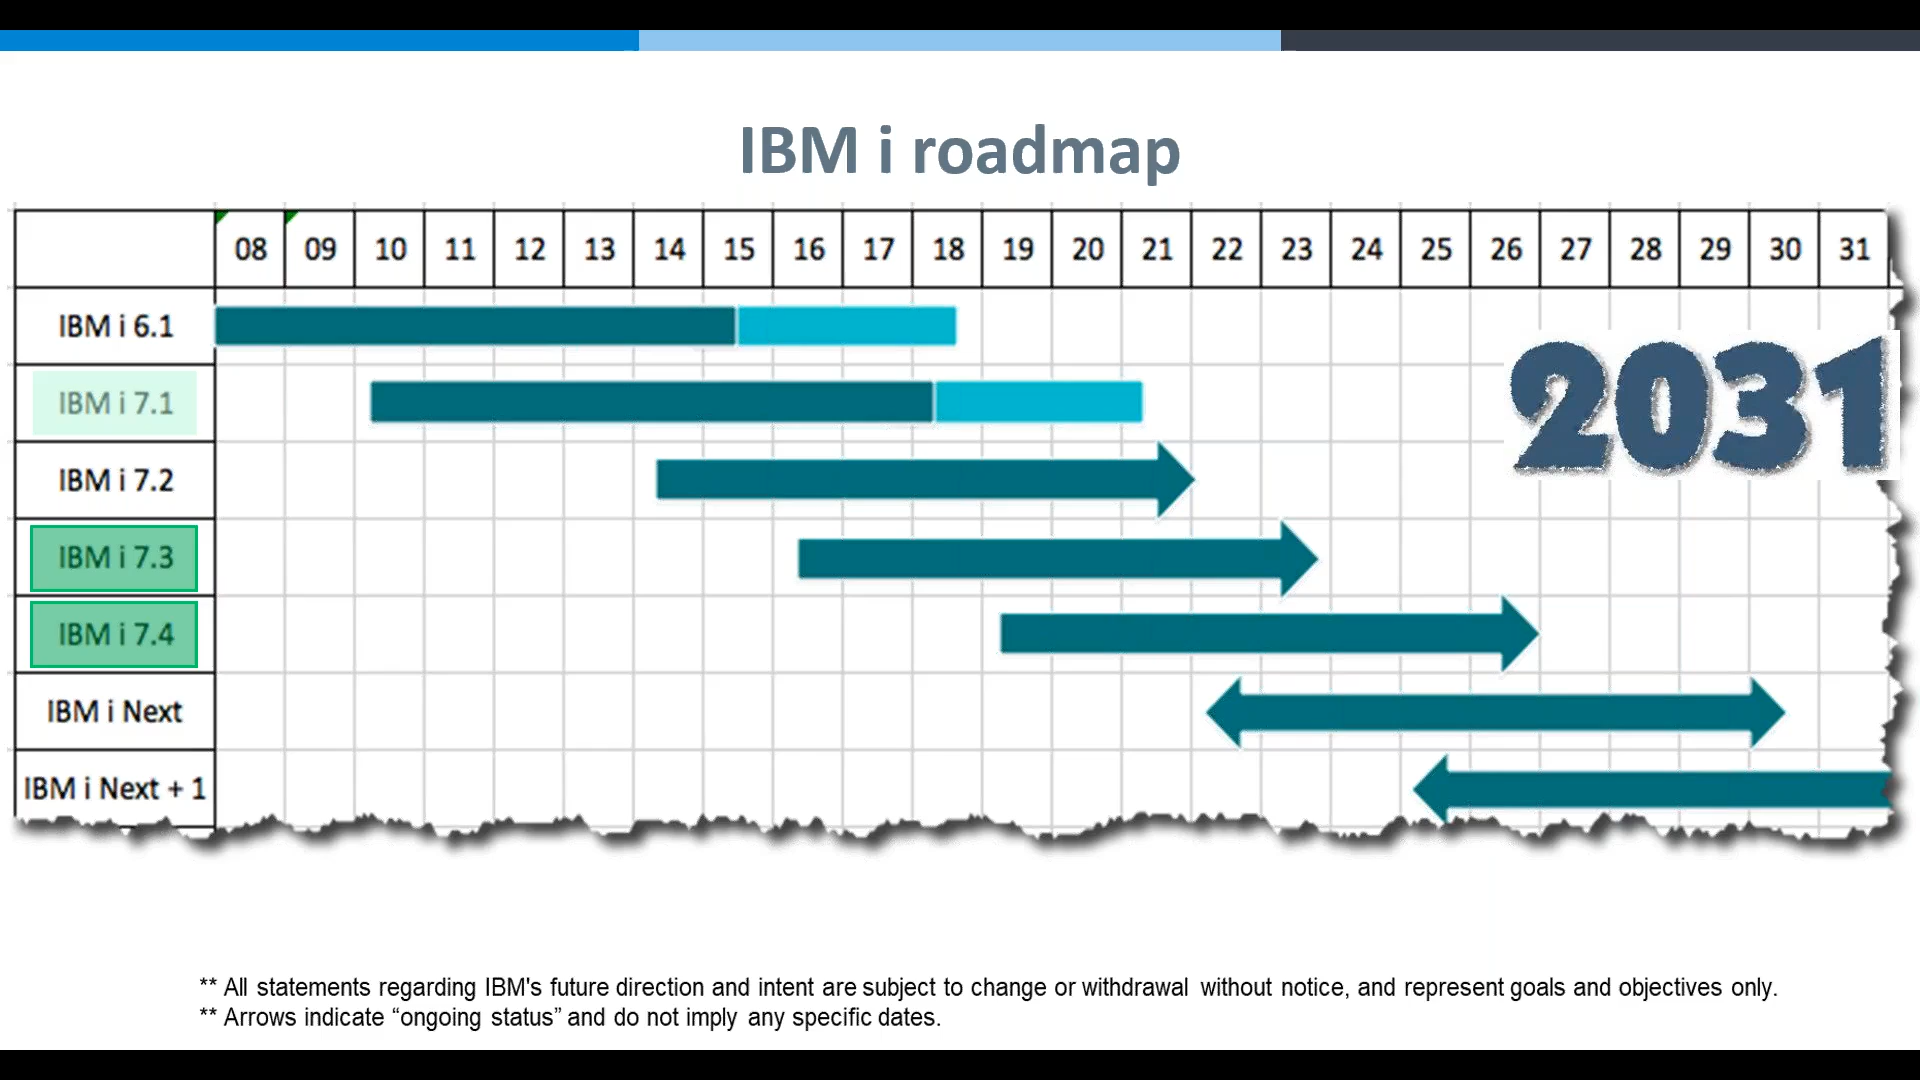 IBM i roadmap
08 09 10 11 12 13 14 15 16 17 18 19 20 21 22 23 24 25 26 27 28 29 30 31
IBM i 6.1
2031
IBM i 7.1
IBM i 7.2
IBM i 7.3
IBM i 7.4
IBM i Next
IBM i Next + 1
** All statements regarding IBM's future direction and intent are subject to change or withdrawal without notice, and represent goals and objectives only.
** Arrows indicate “ongoing status” and do not imply any specific dates.